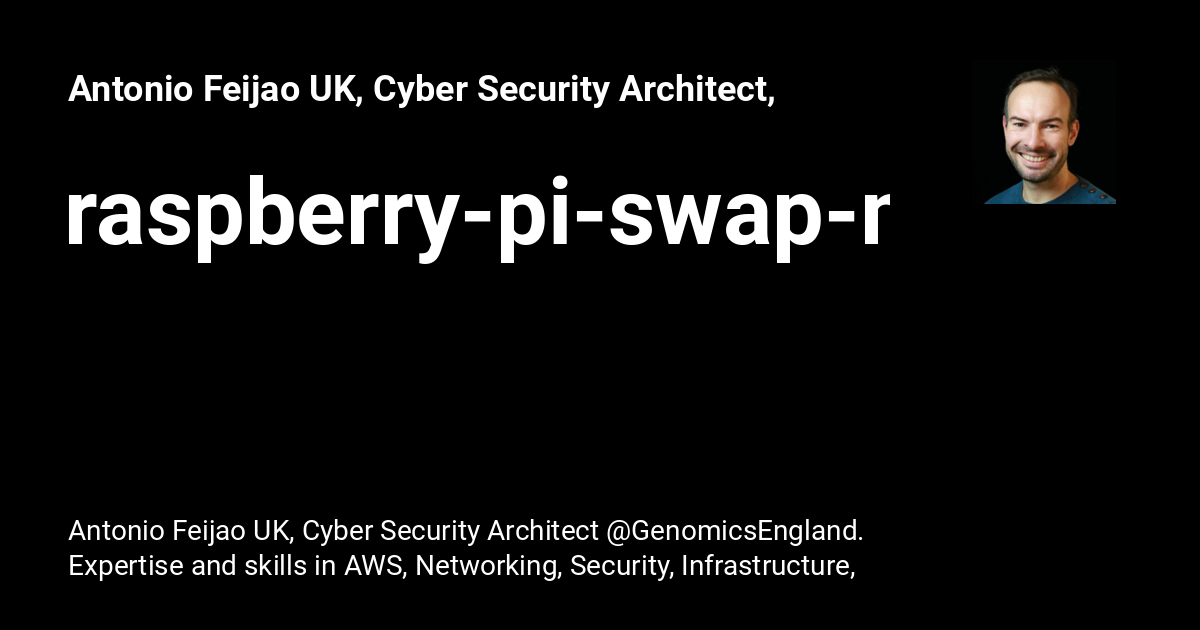 Antonio Feijao UK, Cyber Security Architect,
raspberry-pi-swap-r
Antonio Feijao UK, Cyber Security Architect @GenomicsEngland.
Expertise and skills in AWS, Networking, Security, Infrastructure,